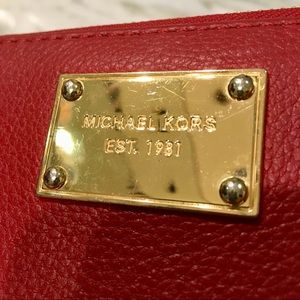 MICHAEL KORS
EST. 1981